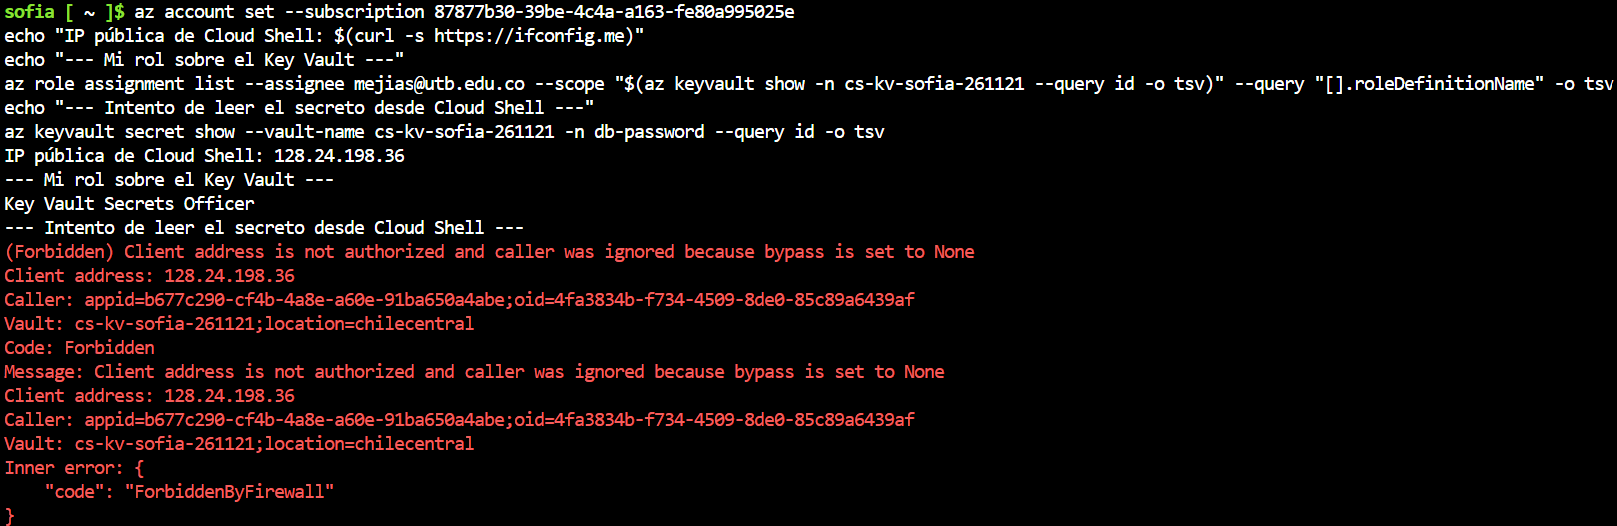 sofia [ ~ ]$ az account set --subscription 87877b30-39be-4c4a-a163-fe80a995025e
echo "IP pública de Cloud Shell: $(curl -s https://ifconfig.me)"
echo "--- Mi rol sobre el Key Vault ---"
az role assignment list --assignee mejias@utb.edu.co --scope "$(az keyvault show -n cs-kv-sofia-261121 --query id -o tsv)" --query "[].roleDefinitionName" -o tsv
echo "--- Intento de leer el secreto desde Cloud Shell ---"
az keyvault secret show --vault-name cs-kv-sofia-261121 -n db-password --query id -o tsv
IP pública de Cloud Shell: 128.24.198.36
--- Mi rol sobre el Key Vault ---
Key Vault Secrets Officer
--- Intento de leer el secreto desde Cloud Shell ---
(Forbidden) Client address is not authorized and caller was ignored because bypass is set to None
Client address: 128.24.198.36
Caller: appid=b677c290-cf4b-4a8e-a60e-91ba650a4abe;oid=4fa3834b-f734-4509-8de0-85c89a6439af
Vault: cs-kv-sofia-261121;location=chilecentral
Code: Forbidden
Message: Client address is not authorized and caller was ignored because bypass is set to None
Client address: 128.24.198.36
Caller: appid=b677c290-cf4b-4a8e-a60e-91ba650a4abe;oid=4fa3834b-f734-4509-8de0-85c89a6439af
Vault: cs-kv-sofia-261121;location=chilecentral
Inner error: {
    "code": "ForbiddenByFirewall"
}